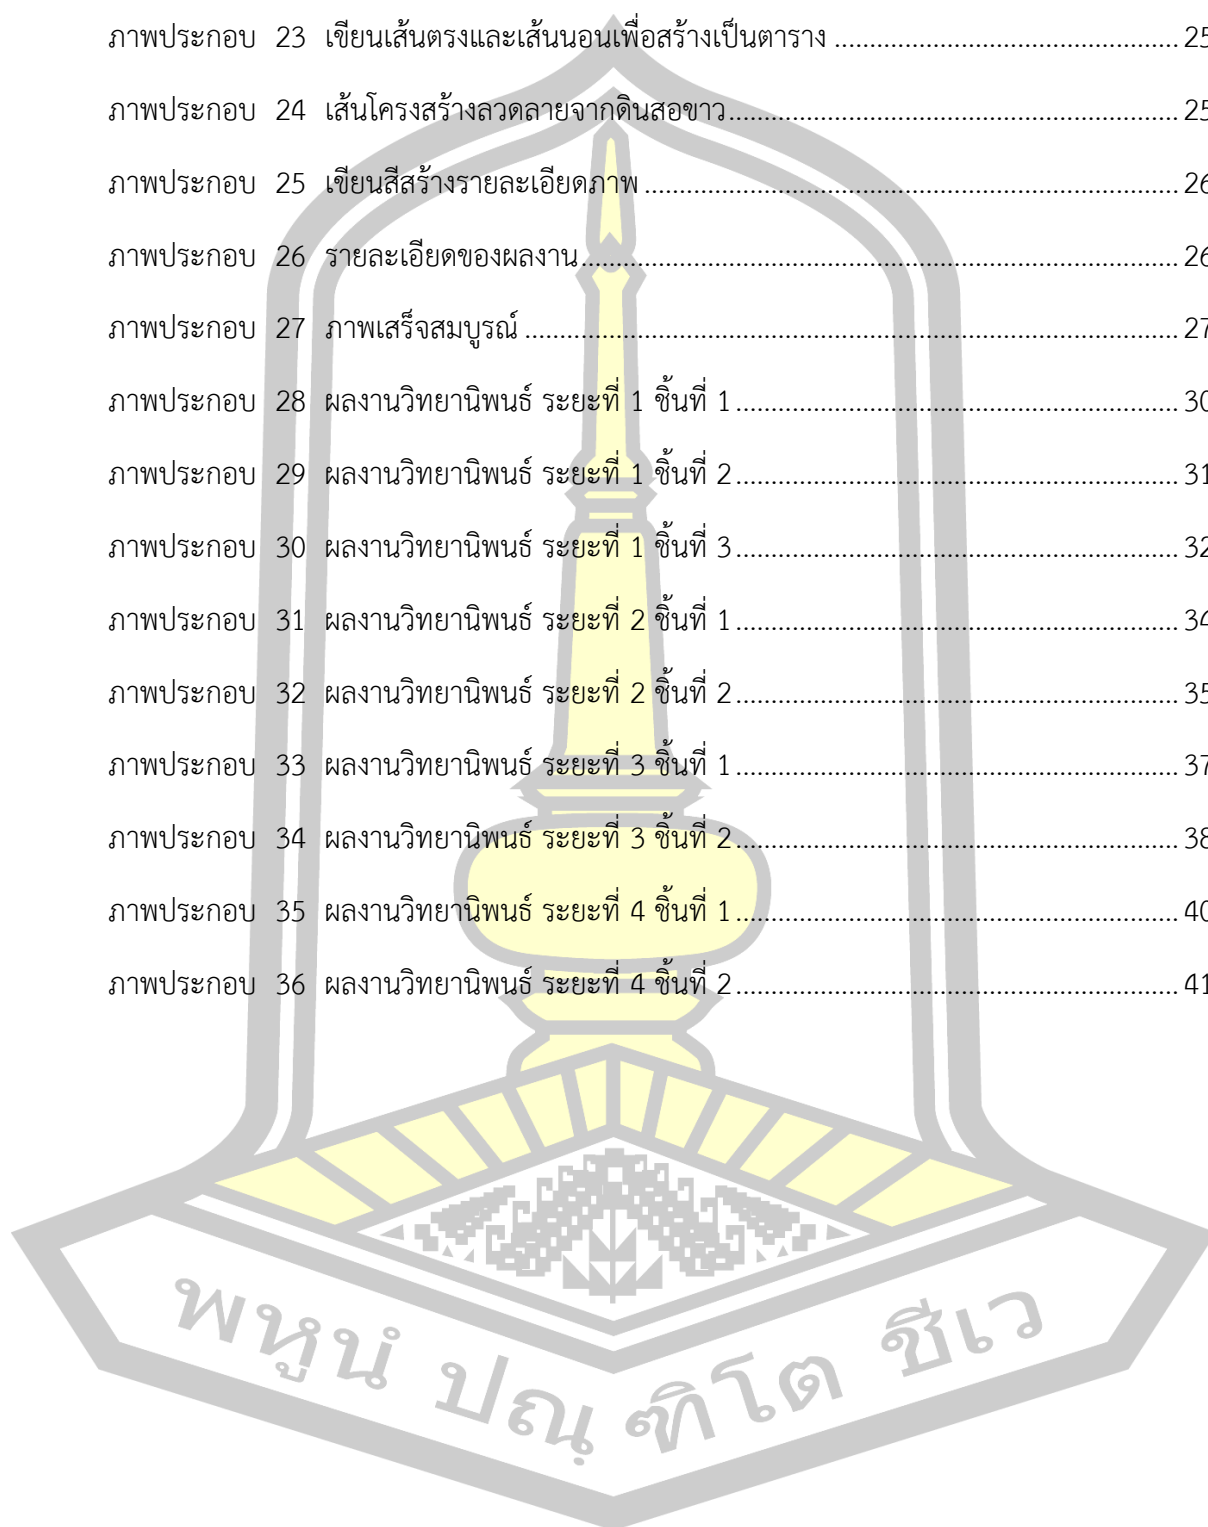 ภาพประกอบ 23 เขียนเส้นตรงและเส้นนอนเพื่อสร้างเป็นตาราง ........................................ 25
ภาพประกอบ 24 เส้นโครงสร้างลวดลายจากดินสอขาว ........................................ 25
ภาพประกอบ 25 เขียนสีสร้างรายละเอียดภาพ ........................................ 26
ภาพประกอบ 26 รายละเอียดของผลงาน ........................................ 26
ภาพประกอบ 27 ภาพเสร็จสมบูรณ์ ........................................ 27
ภาพประกอบ 28 ผลงานวิทยานิพนธ์ ระยะที่ 1 ชิ้นที่ 1 ........................................ 30
ภาพประกอบ 29 ผลงานวิทยานิพนธ์ ระยะที่ 1 ชิ้นที่ 2 ........................................ 31
ภาพประกอบ 30 ผลงานวิทยานิพนธ์ ระยะที่ 1 ชิ้นที่ 3 ........................................ 32
ภาพประกอบ 31 ผลงานวิทยานิพนธ์ ระยะที่ 2 ชิ้นที่ 1 ........................................ 34
ภาพประกอบ 32 ผลงานวิทยานิพนธ์ ระยะที่ 2 ชิ้นที่ 2 ........................................ 35
ภาพประกอบ 33 ผลงานวิทยานิพนธ์ ระยะที่ 3 ชิ้นที่ 1 ........................................ 37
ภาพประกอบ 34 ผลงานวิทยานิพนธ์ ระยะที่ 3 ชิ้นที่ 2 ........................................ 38
ภาพประกอบ 35 ผลงานวิทยานิพนธ์ ระยะที่ 4 ชิ้นที่ 1 ........................................ 40
ภาพประกอบ 36 ผลงานวิทยานิพนธ์ ระยะที่ 4 ชิ้นที่ 2 ........................................ 41
พหูนํ ปณฺฑิโต ชีเว